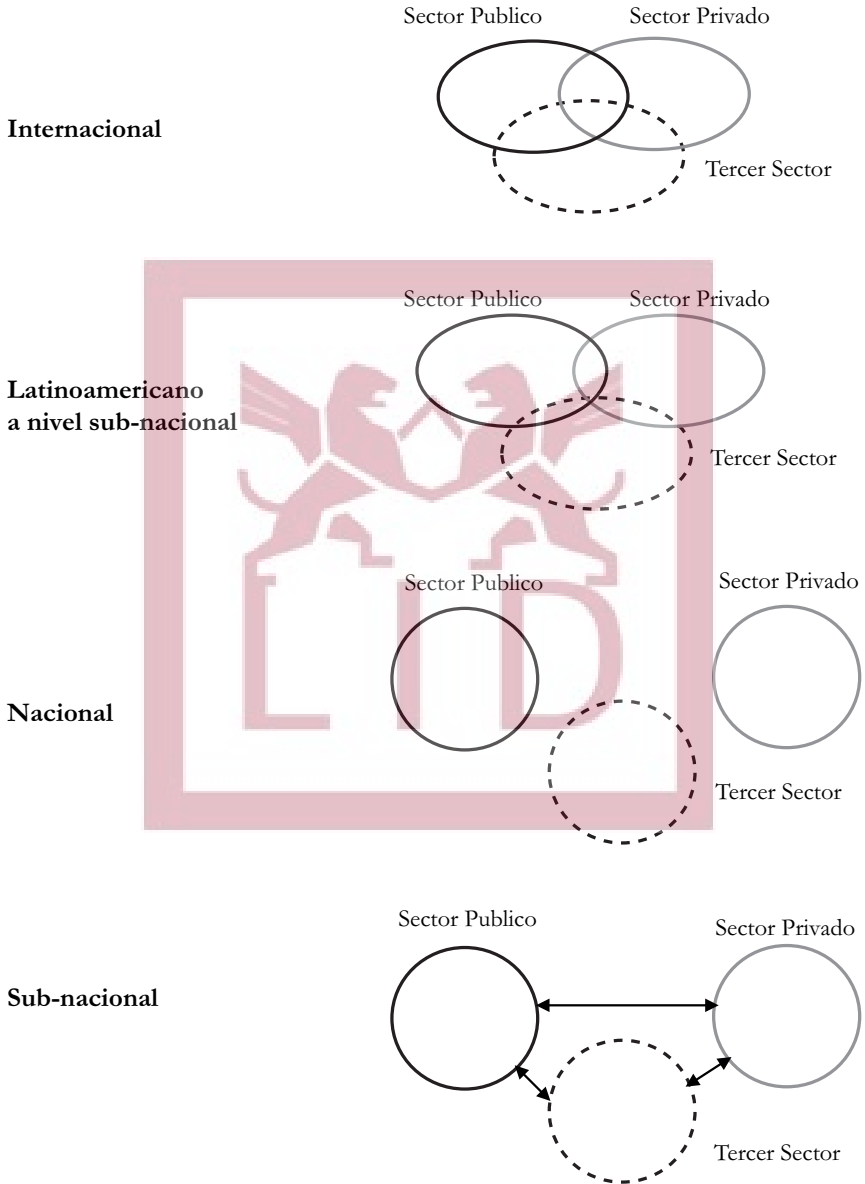 Sector Publico
Sector Privado
Internacional
Tercer Sector
Sector Publico
Sector Privado
Latinoamericano
a nivel sub-nacional
Tercer Sector
Sector Publico
Sector Privado
LID
Nacional
Tercer Sector
Sector Publico
Sector Privado
Sub-nacional
Tercer Sector